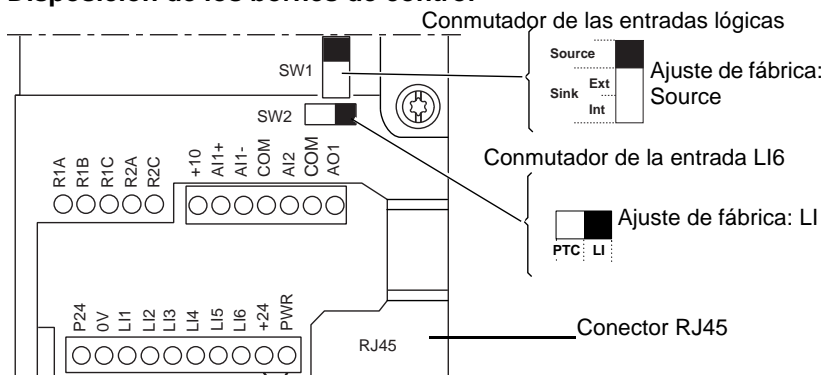 Disposición de los bornes de control
Conmutador de las entradas lógicas
SW1
Source
Sink
Ext
Int
Ajuste de fábrica:
Source
SW2
Conmutador de la entrada LI6
R1A
R1B
R1C
R2A
R2C
+10
AI1+
AI1-
COM
AI2
COM
AO1
Ajuste de fábrica: LI
PTC
LI
P24
0V
LI1
LI2
LI3
LI4
LI5
LI6
+24
PWR
RJ45
Conector RJ45